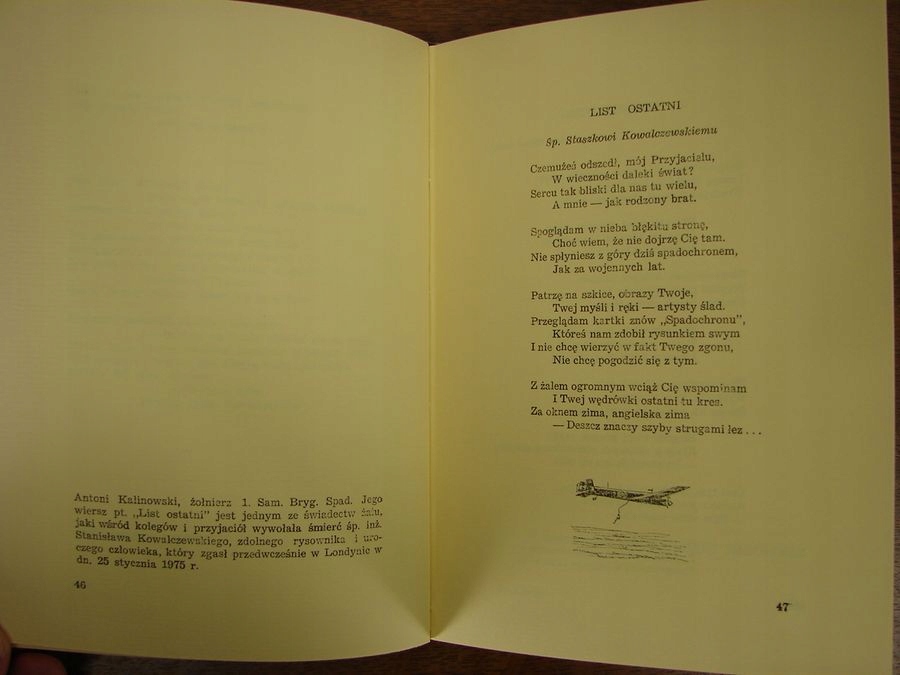 Antoni Kalinowski, żołnierz 1. Sam. Bryg. Spad. Jego
wiersz pt. „List ostatni” jest jednym ze świadectw żalu,
jaki wśród kolegów i przyjaciół wywołała śmierć śp. inż.
Stanisława Kowalczewskiego, zdolnego rysownika i uro-
czego człowieka, który zgasł przedwcześnie w Londynie w
dn. 25 stycznia 1975 r.
46
LIST OSTATNI
Śp. Staszkowi Kowalczewskiemu
Czemużeś odszedł, mój Przyjacielu,
W wieczności daleki świat?
Sercu tak bliski dla nas tu wielu,
A mnie — jak rodzony brat.
Spoglądam w nieba błękitu stronę,
Choć wiem, że nie dojrzę Cię tam.
Nie spłyniesz z góry dziś spadochronem,
Jak za wojennych lat.
Patrzę na szkice, obrazy Twoje,
Twej myśli i ręki — artysty ślad.
Przeglądam kartki znów „Spadochronu”,
Któreś nam zdobił rysunkiem swym
I nie chcę wierzyć w fakt Twego zgonu,
Nie chcę pogodzić się z tym.
Z żalem ogromnym wciąż Cię wspominam
I Twej wędrówki ostatni tu kres.
Za oknem zima, angielska zima
— Deszcz znaczy szyby strugami łez . . .
47